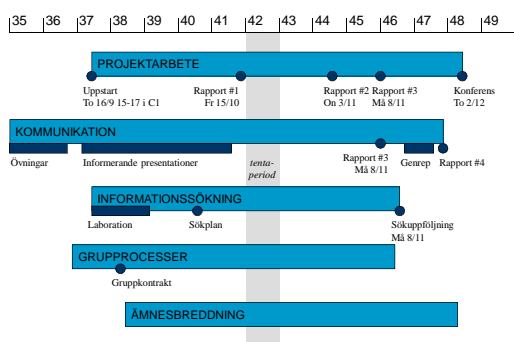 35 36 37 38 39 40 41 42 43 44 45 46 47 48 49
PROJEKTARBETE
Uppstart
To 16/9 15-17 i C1
Rapport #1
Fr 15/10
Rapport #2
On 3/11
Rapport #3
Må 8/11
Konferens
To 2/12
KOMMUNIKATION
Övningar
Informerande presentationer
tenta-
period
Rapport #3
Må 8/11
Genrep
Rapport #4
INFORMATIONSSÖKNING
Laboration
Sökplan
Sökuppföljning
Må 8/11
GRUPPROCESSER
Gruppkontrakt
ÄMNESBREDDNING